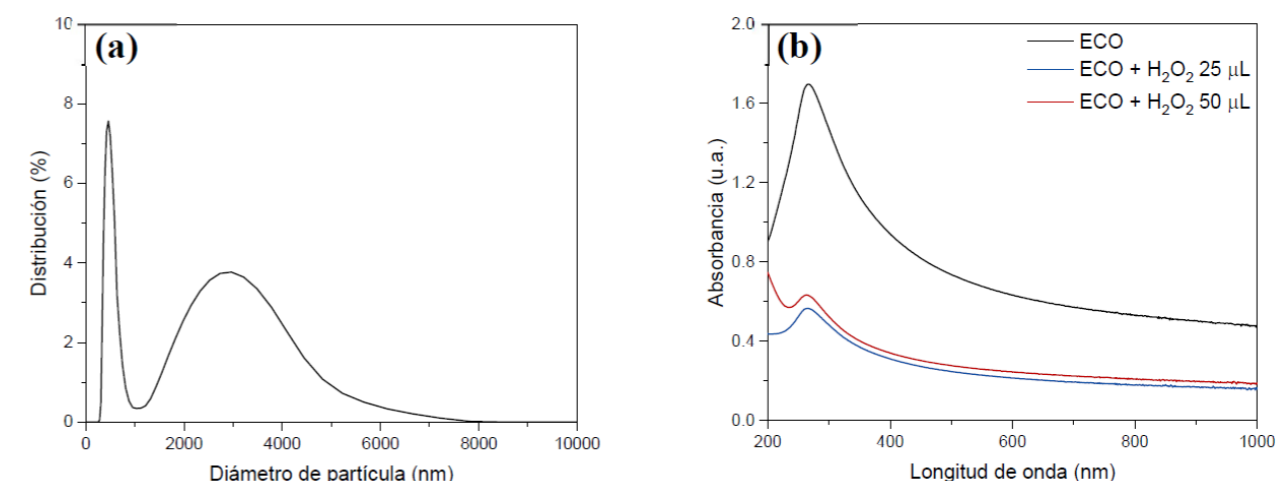 (a)
10
8
6
4
2
0
Distribución (%)
0 2000 4000 6000 8000 10000
Diámetro de partícula (nm)
(b)
2.0
1.6
1.2
0.8
0.4
0.0
Absorbancia (u.a.)
ECO
ECO + H₂O₂ 25 μL
ECO + H₂O₂ 50 μL
200 400 600 800 1000
Longitud de onda (nm)